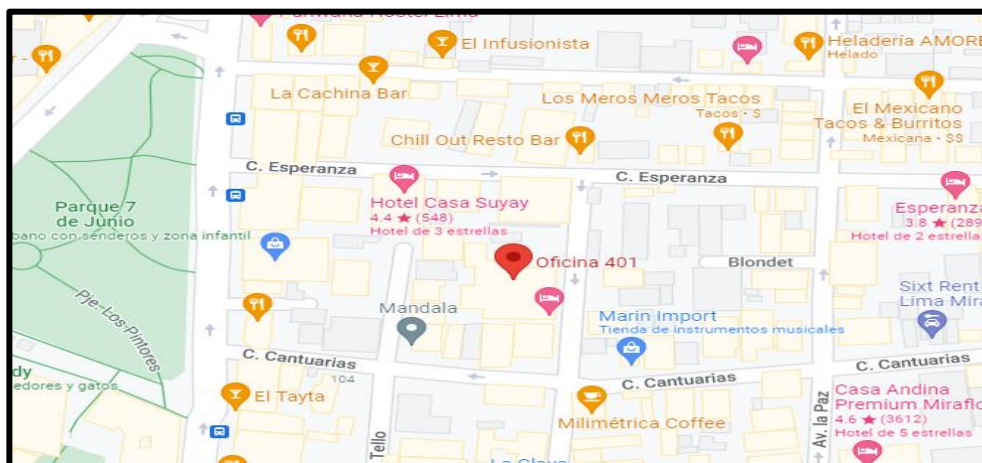 El Infusionista
Heladería AMORE
Helado
La Cachina Bar
Los Meros Meros Tacos
Tacos · $
El Mexicano
Tacos & Burritos
Mexicana · $$
Chill Out Resto Bar
C. Esperanza
C. Esperanza
Hotel Casa Suyay
4.4 ★ (548)
Hotel de 3 estrellas
Parque 7
de Junio
bano con senderos y zona infantil
Esperanza
3.8 ★ (289
Hotel de 2 estrella
Oficina 401
Blondet
Sixt Rent
Lima Mira
Mandala
Marín Import
Tienda de instrumentos musicales
Pje. Los Pintores
C. Cantuarias
C. Cantuarias
C. Cantuarias
104
edores y gatos
El Tayta
Milimétrica Coffee
Casa Andina
Premium Miraflo
4.6 ★ (3612)
Hotel de 5 estrellas
Av. la Paz
Tello